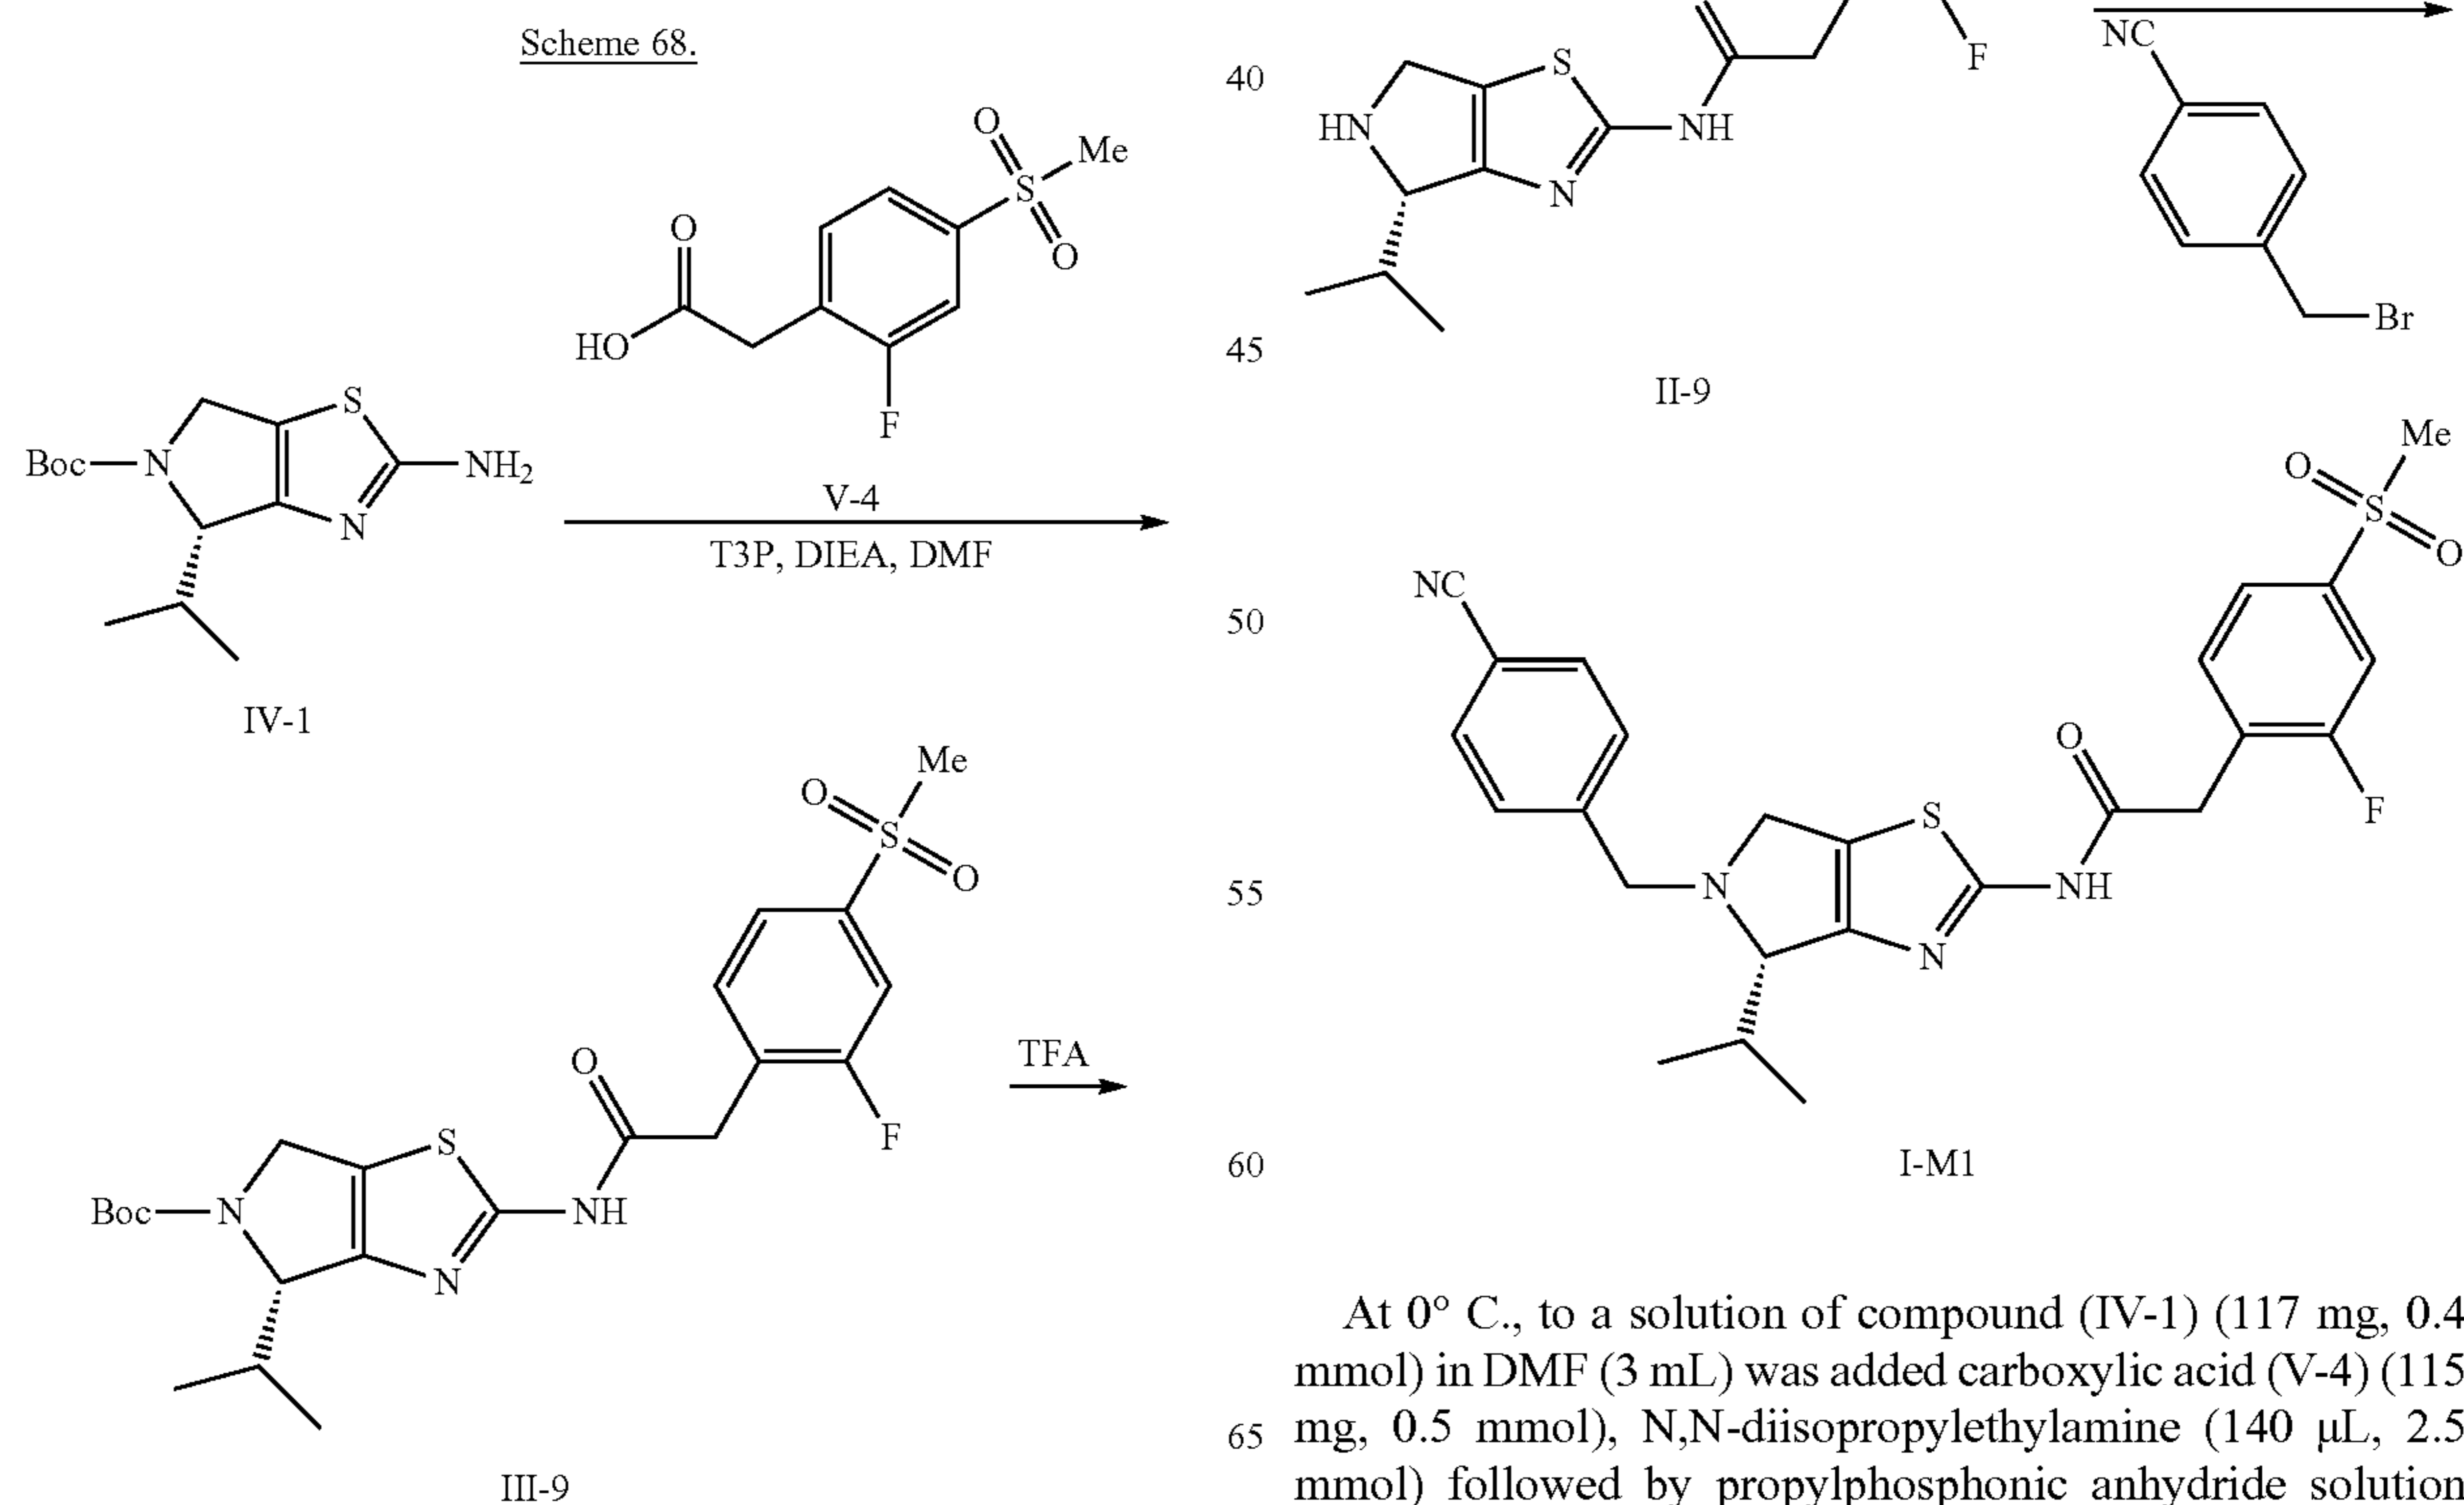 Scheme 68.
O
O
S
Me
O
HO
F
Boc
N
S
N
NH2
V-4
T3P, DIEA, DMF
IV-1
Me
O
S
O
O
F
Boc
N
S
N
NH
TFA
III-9
40
45
50
55
60
65
F
HN
S
N
NH
II-9
NC
Br
Me
O
S
O
NC
O
F
N
S
N
NH
I-M1
At 0° C., to a solution of compound (IV-1) (117 mg, 0.4
mmol) in DMF (3 mL) was added carboxylic acid (V-4) (115
mg, 0.5 mmol), N,N-diisopropylethylamine (140 μL, 2.5
mmol) followed by propylphosphonic anhydride solution